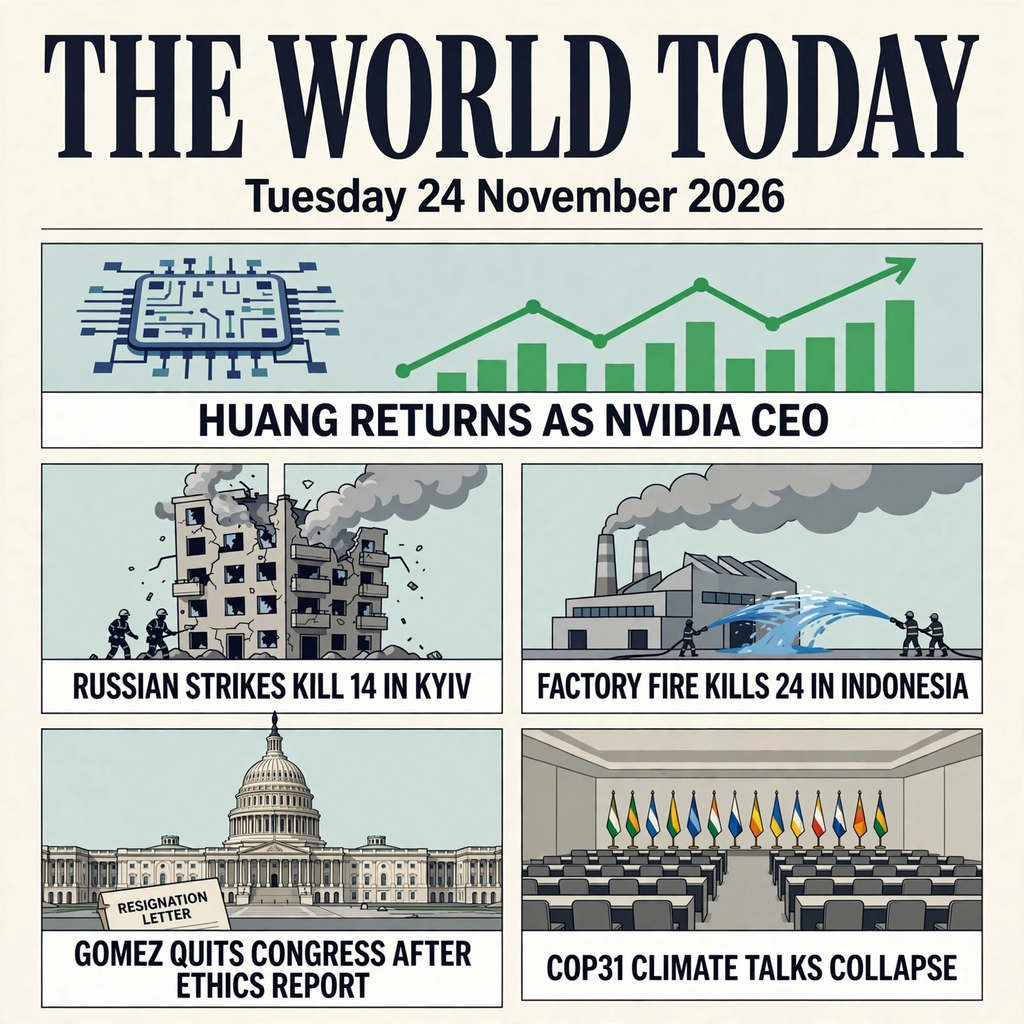 THE WORLD TODAY
Tuesday 24 November 2026
HUANG RETURNS AS NVIDIA CEO
RUSSIAN STRIKES KILL 14 IN KYIV
FACTORY FIRE KILLS 24 IN INDONESIA
RESIGNATION
LETTER
GOMEZ QUITS CONGRESS AFTER
ETHICS REPORT
COP31 CLIMATE TALKS COLLAPSE